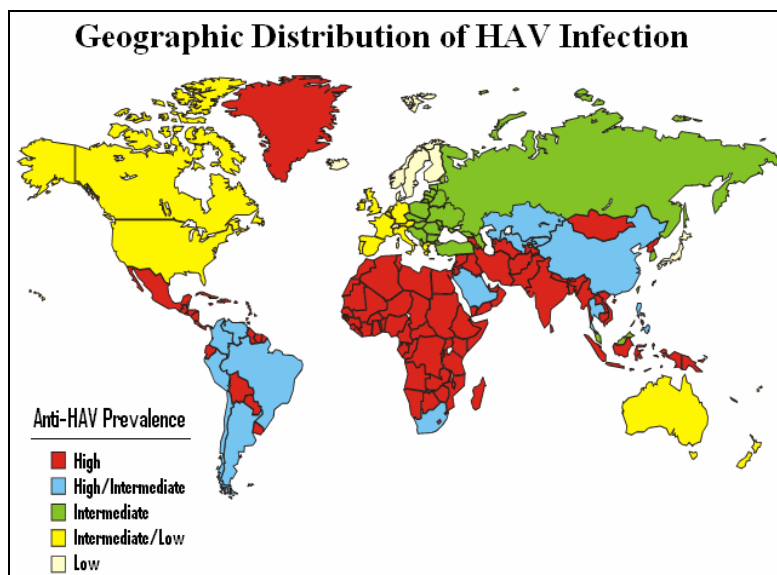 Geographic Distribution of HAV Infection
Anti-HAV Prevalence
High
High/Intermediate
Intermediate
Intermediate/Low
Low